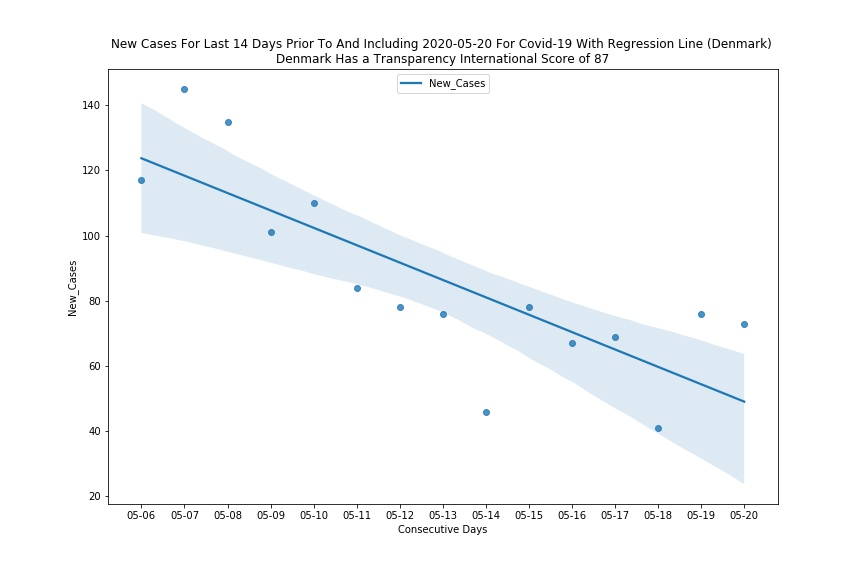 New Cases For Last 14 Days Prior To And Including 2020-05-20 For Covid-19 With Regression Line (Denmark)
Denmark Has a Transparency International Score of 87
New_Cases
140
120
100
80
60
40
20
New_Cases
05-06 05-07 05-08 05-09 05-10 05-11 05-12 05-13 05-14 05-15 05-16 05-17 05-18 05-19 05-20
Consecutive Days